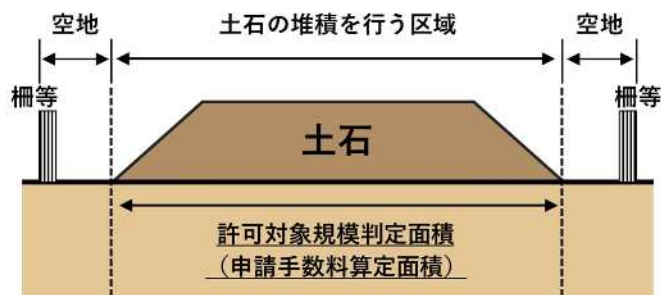 空地
土石の堆積を行う区域
空地
柵等
柵等
土石
許可対象規模判定面積
（申請手数料算定面積）